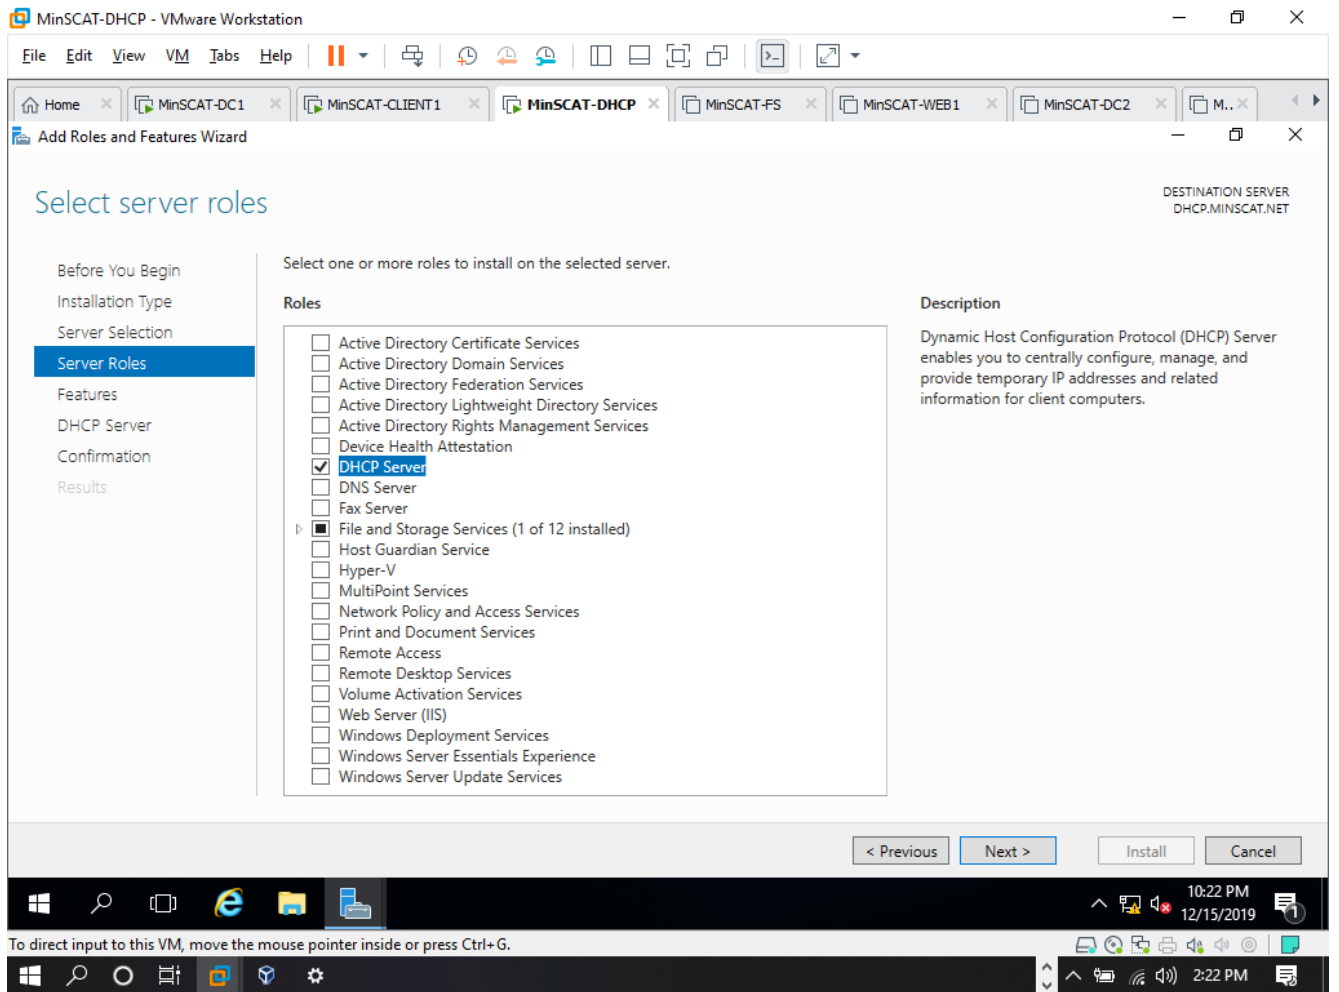 MinSCAT-DHCP - VMware Workstation
File Edit View VM Tabs Help
Home MinSCAT-DC1 MinSCAT-CLIENT1 MinSCAT-DHCP MinSCAT-FS MinSCAT-WEB1 MinSCAT-DC2 M..
Add Roles and Features Wizard
Select server roles
DESTINATION SERVER
DHCP.MINSCAT.NET
Before You Begin
Installation Type
Server Selection
Server Roles
Features
DHCP Server
Confirmation
Results
Select one or more roles to install on the selected server.
Roles
Active Directory Certificate Services
Active Directory Domain Services
Active Directory Federation Services
Active Directory Lightweight Directory Services
Active Directory Rights Management Services
Device Health Attestation
DHCP Server
DNS Server
Fax Server
File and Storage Services (1 of 12 installed)
Host Guardian Service
Hyper-V
MultiPoint Services
Network Policy and Access Services
Print and Document Services
Remote Access
Remote Desktop Services
Volume Activation Services
Web Server (IIS)
Windows Deployment Services
Windows Server Essentials Experience
Windows Server Update Services
Description
Dynamic Host Configuration Protocol (DHCP) Server
enables you to centrally configure, manage, and
provide temporary IP addresses and related
information for client computers.
< Previous Next > Install Cancel
10:22 PM
12/15/2019
1
To direct input to this VM, move the mouse pointer inside or press Ctrl+G.
2:22 PM